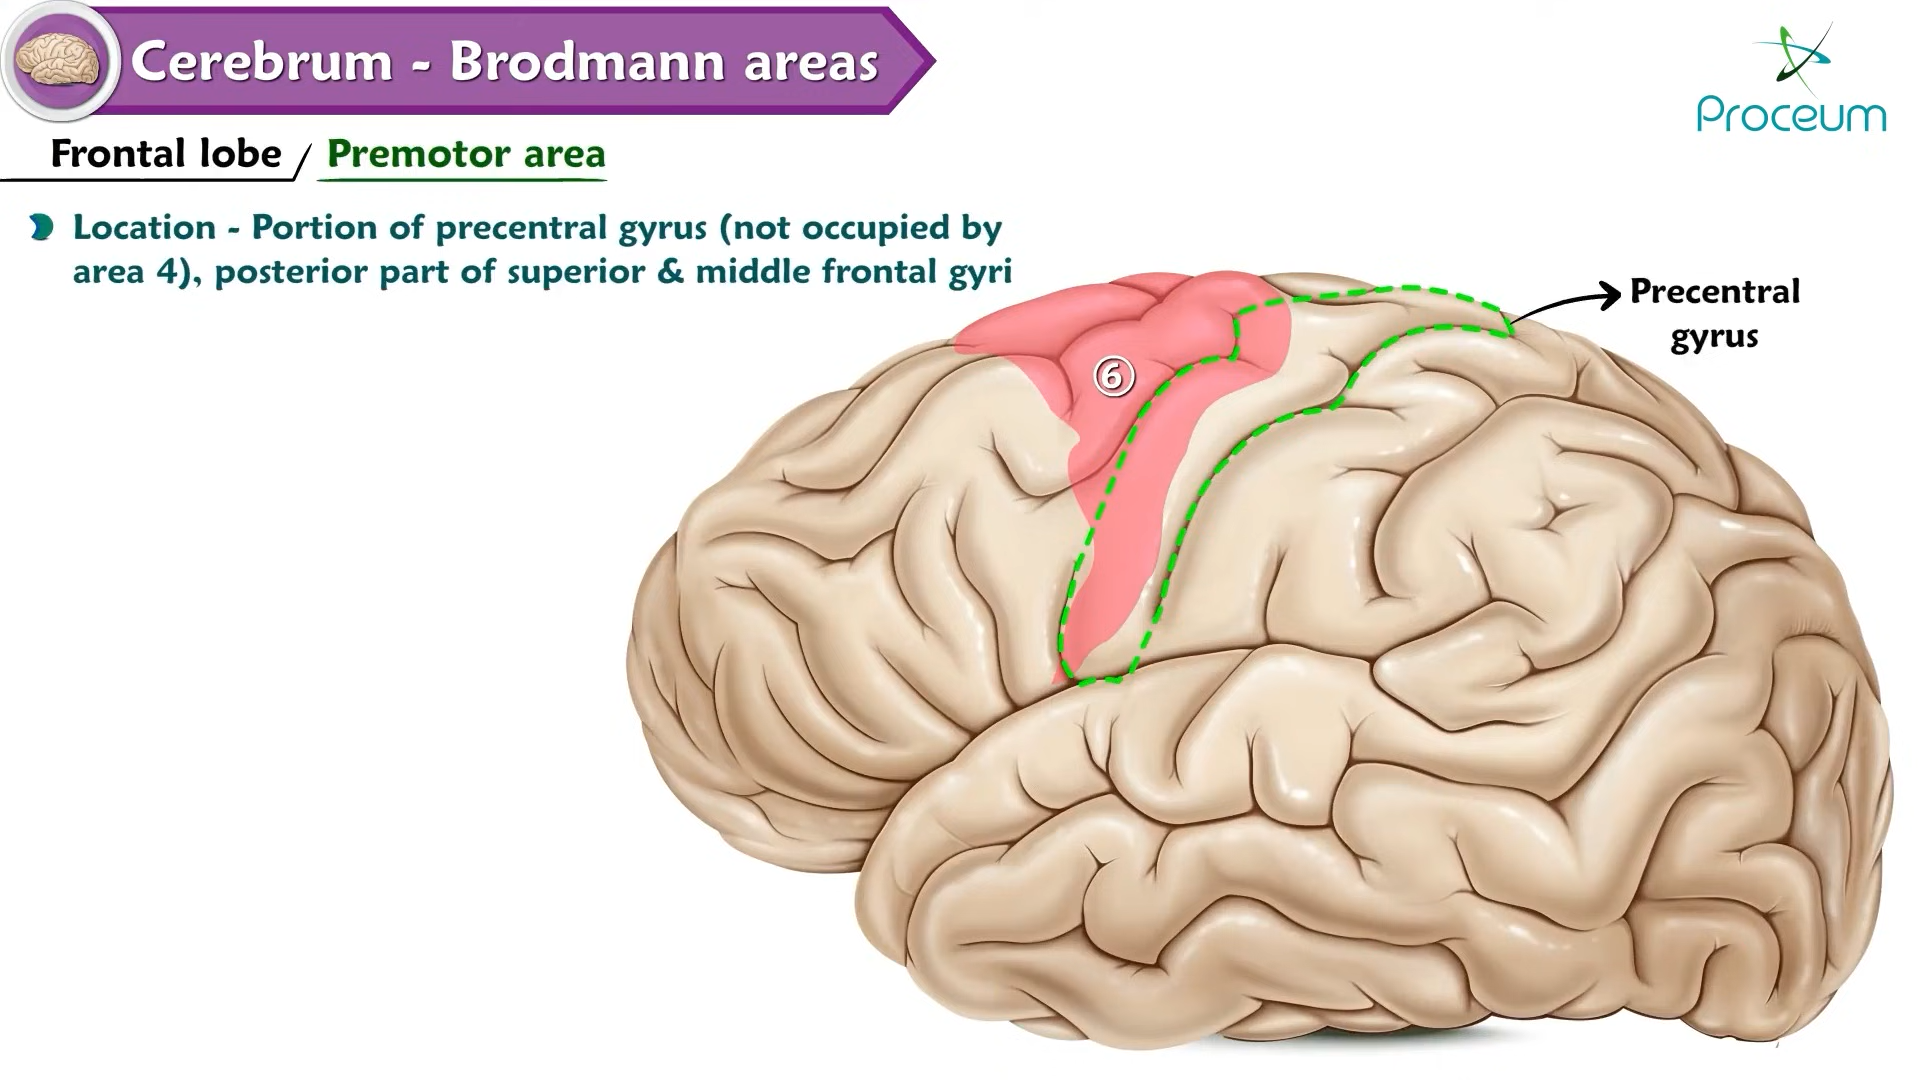 Cerebrum - Brodmann areas
Proceum
Frontal lobe / Premotor area
Location - Portion of precentral gyrus (not occupied by
area 4), posterior part of superior & middle frontal gyri
Precentral
gyrus
6